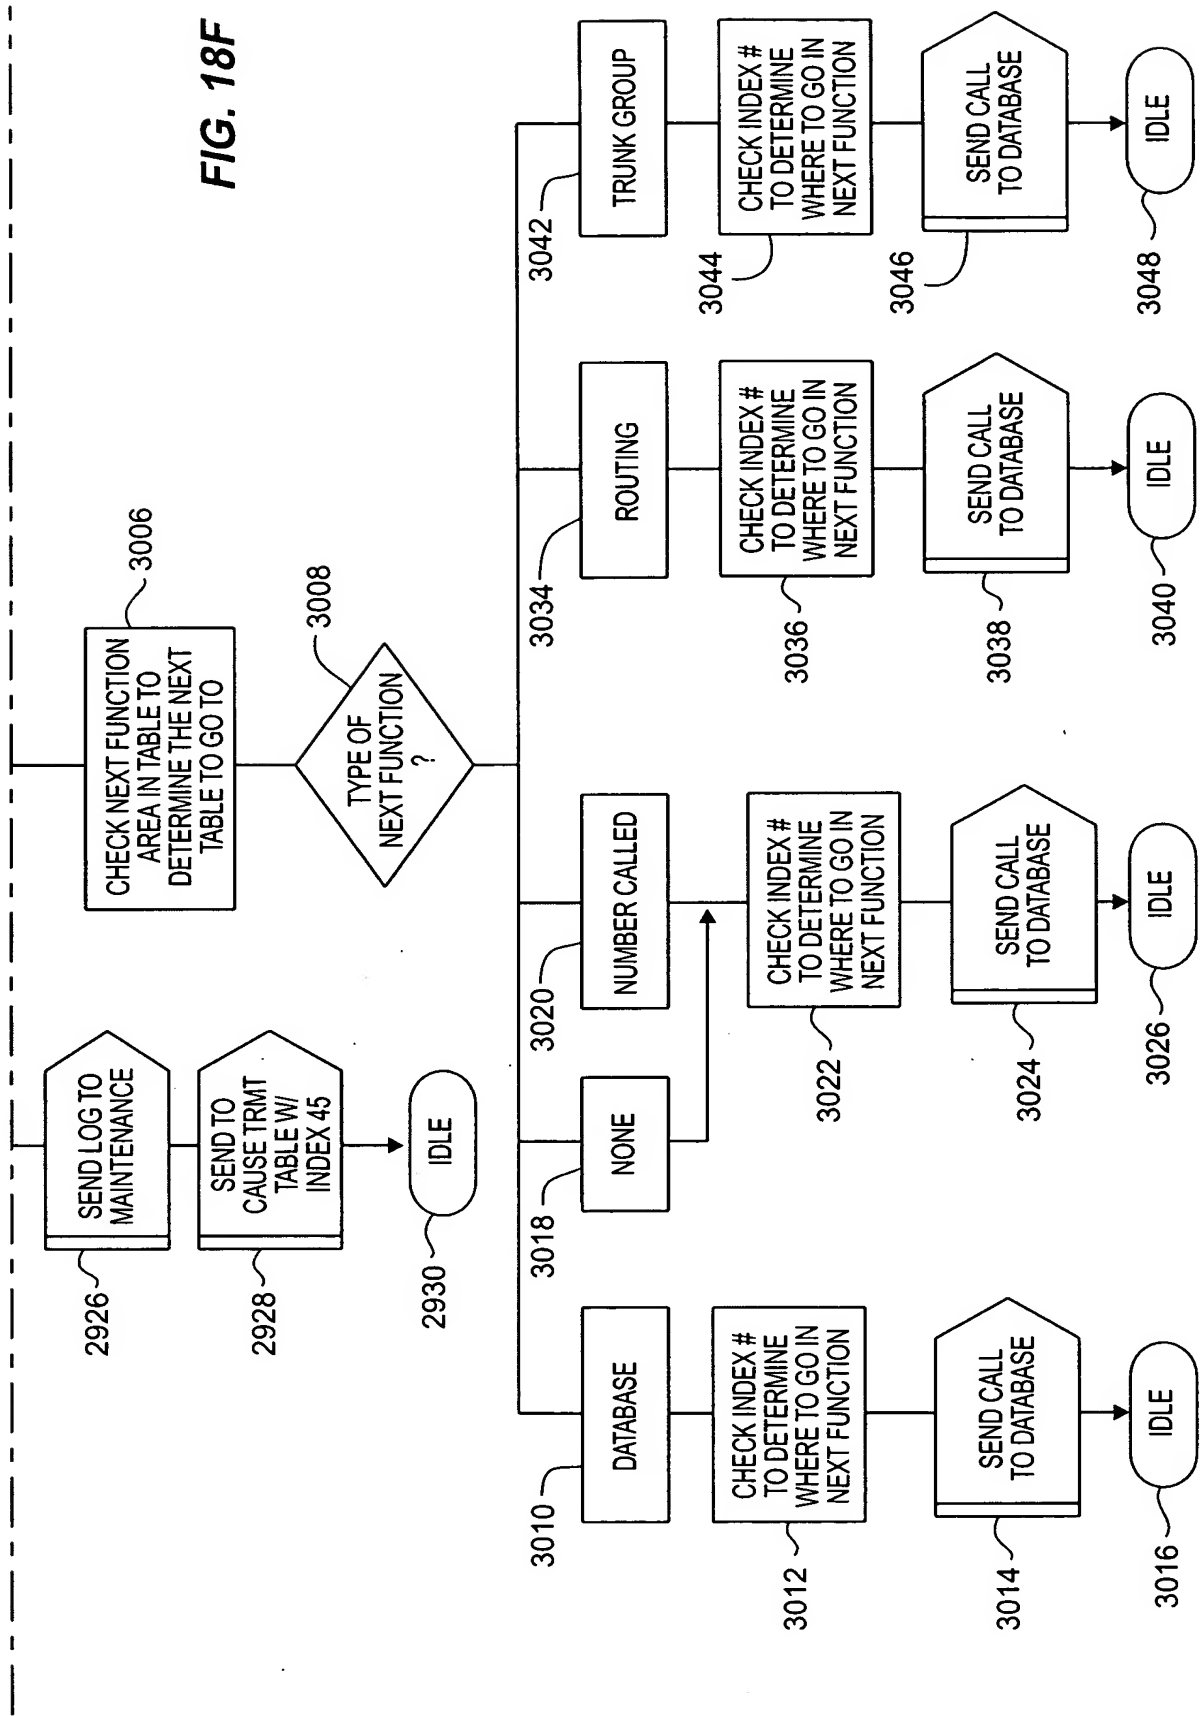 FIG. 18F
SEND LOG TO
MAINTENANCE
2926
SEND TO
CAUSE TRMT
TABLE W/
INDEX 45
2928
IDLE
2930
CHECK NEXT FUNCTION
AREA IN TABLE TO
DETERMINE THE NEXT
TABLE TO GO TO
3006
TYPE OF
NEXT FUNCTION
?
3008
DATABASE
3010
CHECK INDEX #
TO DETERMINE
WHERE TO GO IN
NEXT FUNCTION
3012
SEND CALL
TO DATABASE
3014
IDLE
3016
NONE
3018
NUMBER CALLED
3020
CHECK INDEX #
TO DETERMINE
WHERE TO GO IN
NEXT FUNCTION
3022
SEND CALL
TO DATABASE
3024
IDLE
3026
ROUTING
3034
CHECK INDEX #
TO DETERMINE
WHERE TO GO IN
NEXT FUNCTION
3036
SEND CALL
TO DATABASE
3038
IDLE
3040
TRUNK GROUP
3042
CHECK INDEX #
TO DETERMINE
WHERE TO GO IN
NEXT FUNCTION
3044
SEND CALL
TO DATABASE
3046
IDLE
3048